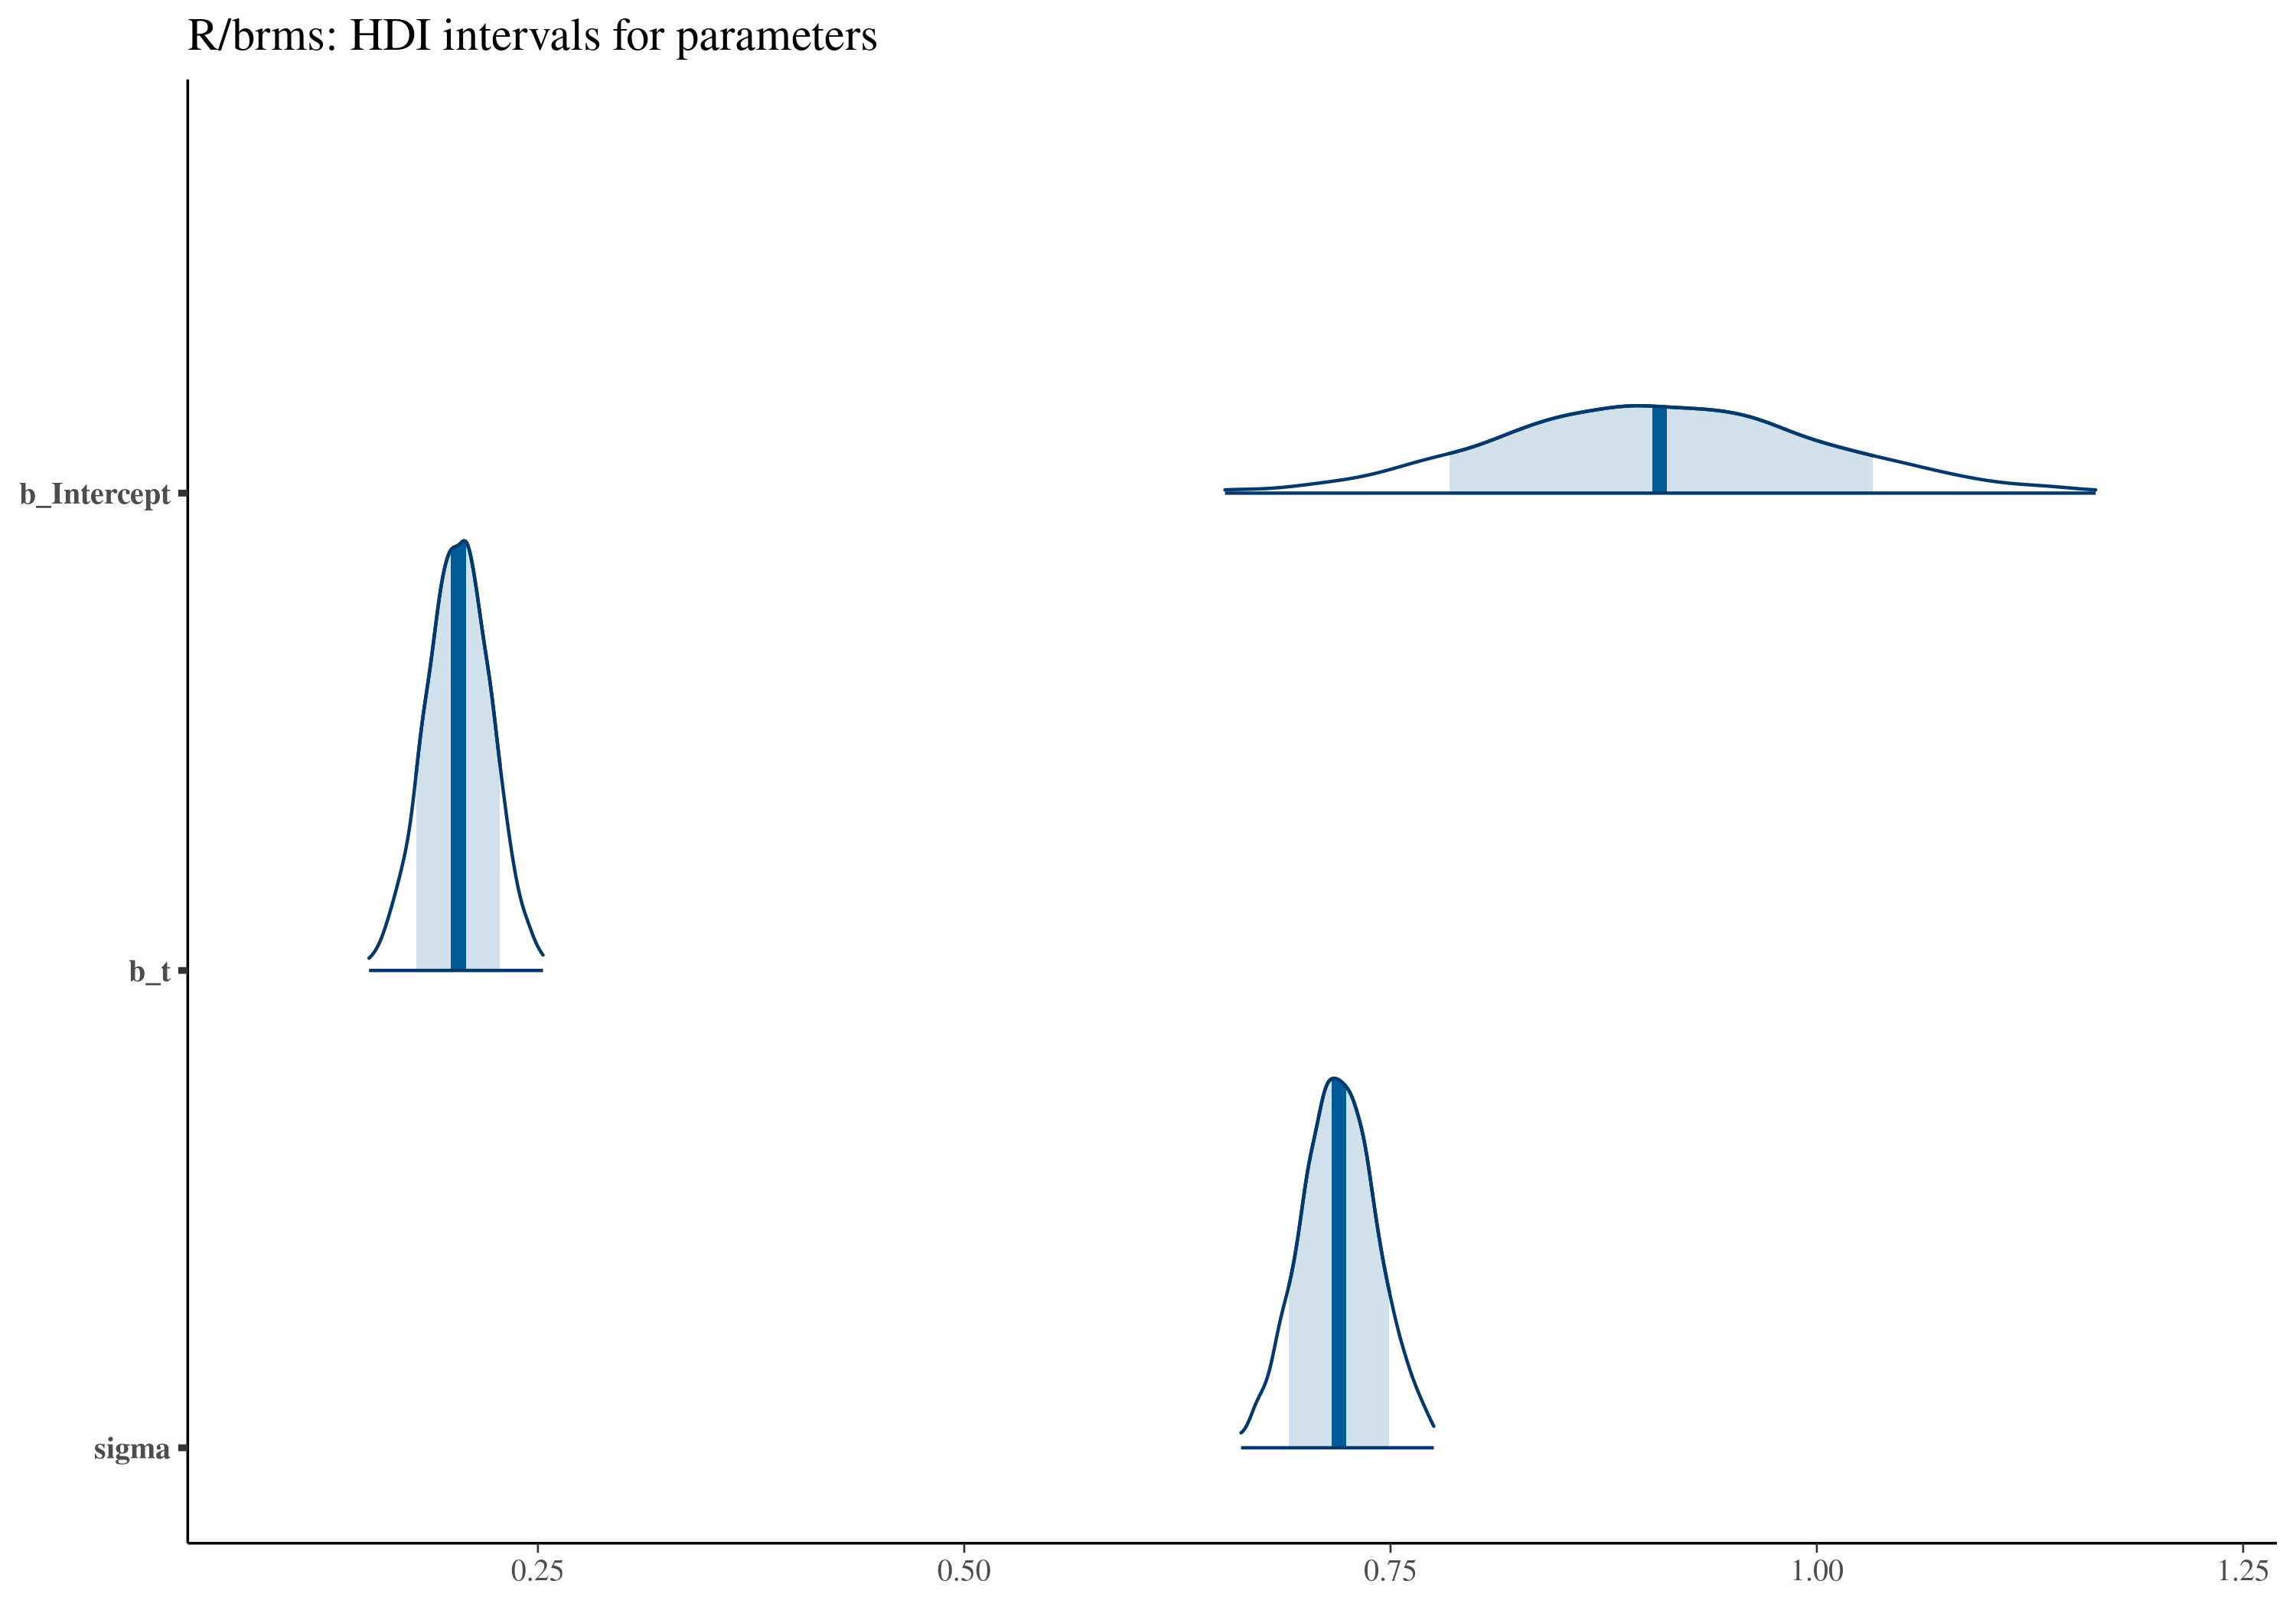 R/brms: HDI intervals for parameters
b_Intercept
b_t
sigma
0.25 0.50 0.75 1.00 1.25